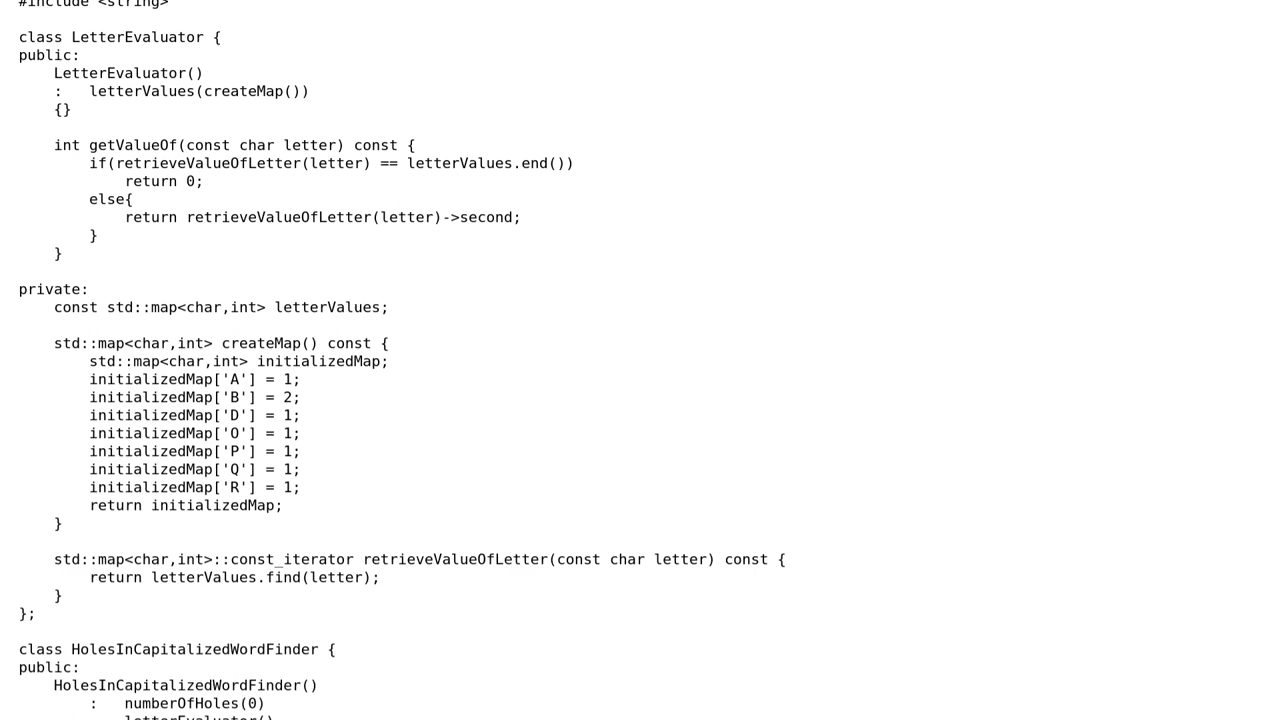 #include <string>

class LetterEvaluator {
public:
    LetterEvaluator()
    :   letterValues(createMap())
    {}

    int getValueOf(const char letter) const {
        if(retrieveValueOfLetter(letter) == letterValues.end())
            return 0;
        else{
            return retrieveValueOfLetter(letter)->second;
        }
    }

private:
    const std::map<char,int> letterValues;

    std::map<char,int> createMap() const {
        std::map<char,int> initializedMap;
        initializedMap['A'] = 1;
        initializedMap['B'] = 2;
        initializedMap['D'] = 1;
        initializedMap['O'] = 1;
        initializedMap['P'] = 1;
        initializedMap['Q'] = 1;
        initializedMap['R'] = 1;
        return initializedMap;
    }

    std::map<char,int>::const_iterator retrieveValueOfLetter(const char letter) const {
        return letterValues.find(letter);
    }
};

class HolesInCapitalizedWordFinder {
public:
    HolesInCapitalizedWordFinder()
        :   numberOfHoles(0)
            letterEvaluator()